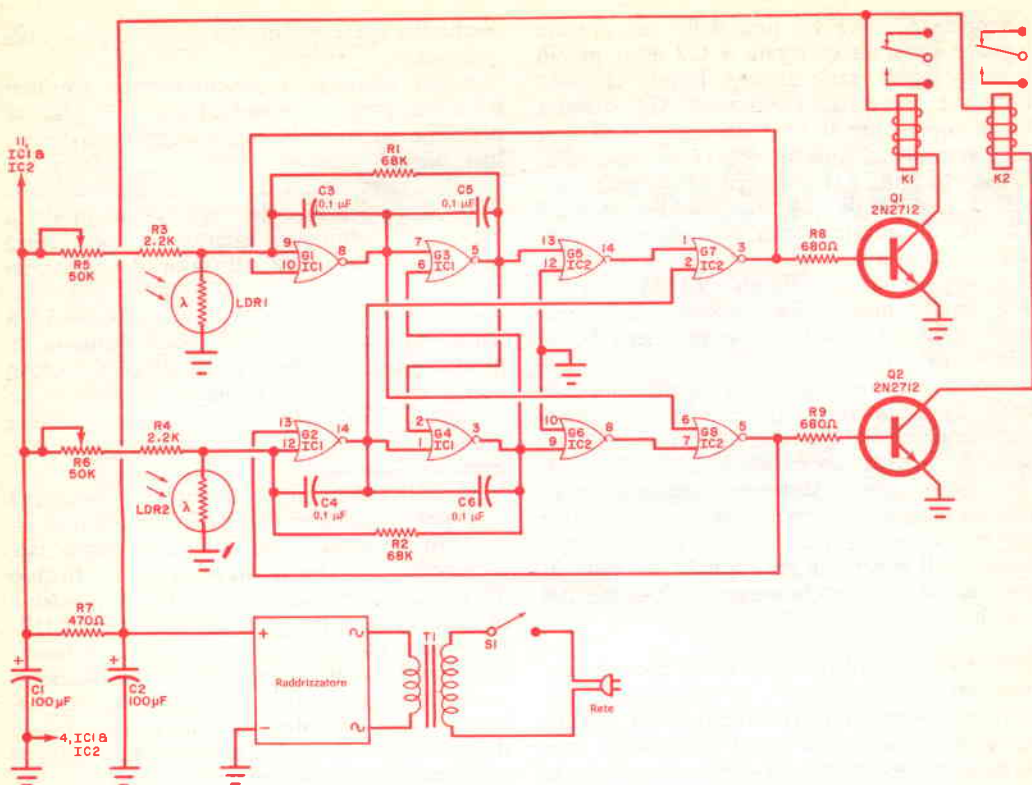 11,
IC1 &
IC2
R5
50K
R3
2.2K
LDR1
λ
R1
68K
C3
0,1 µF
C5
0,1 µF
9
10
G1
IC1
8
7
6
G3
IC1
5
13
12
G5
IC2
14
1
2
G7
IC2
3
R8
680Ω
Q1
2N2712
K1
K2
R6
50K
R4
2.2K
LDR2
λ
13
12
G2
IC1
14
2
1
G4
IC1
3
10
9
G6
IC2
8
6
7
G8
IC2
5
R9
680Ω
Q2
2N2712
C4
0,1 µF
C6
0,1 µF
R2
68K
R7
470Ω
+
C1
100µF
+
C2
100µF
4, IC1 &
IC2
+
-
Raddrizzatore
T1
S1
Rete